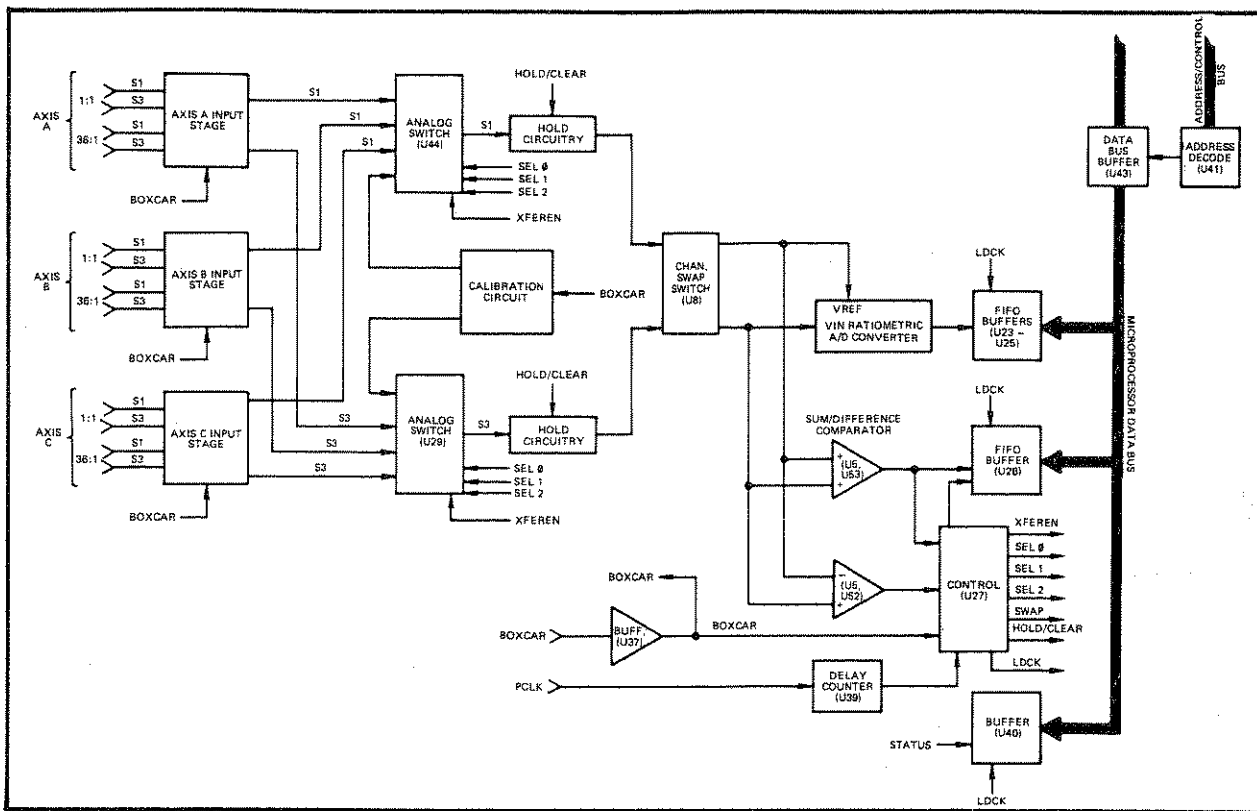 AXIS
A
1:1
36:1
S1
S3
S1
S3
AXIS A INPUT
STAGE
BOXCAR
S1
AXIS
B
1:1
36:1
S1
S3
S1
S3
AXIS B INPUT
STAGE
BOXCAR
S1
AXIS
C
1:1
36:1
S1
S3
S1
S3
AXIS C INPUT
STAGE
BOXCAR
S1
S3
S3
S3
ANALOG
SWITCH
(U44)
S1
SEL Ø
SEL 1
SEL 2
XFEREN
HOLD/CLEAR
HOLD
CIRCUITRY
CALIBRATION
CIRCUIT
BOXCAR
ANALOG
SWITCH
(U29)
S3
SEL Ø
SEL 1
SEL 2
XFEREN
HOLD/CLEAR
HOLD
CIRCUITRY
CHAN.
SWAP
SWITCH
(U8)
VREF
VIN RATIOMETRIC
A/D CONVERTER
LDCK
FIFO
BUFFERS
(U23 –
U25)
SUM/DIFFERENCE
COMPARATOR
+
(U5,
U53)
+
LDCK
FIFO
BUFFER
(U26)
–
(U5,
U52)
+
CONTROL
(U27)
XFEREN
SEL Ø
SEL 1
SEL 2
SWAP
HOLD/CLEAR
LDCK
BOXCAR
BOXCAR
BUFF.
(U37)
BOXCAR
PCLK
DELAY
COUNTER
(U39)
STATUS
BUFFER
(U40)
LDCK
DATA
BUS
BUFFER
(U43)
ADDRESS
DECODE
(U41)
ADDRESS/CONTROL
BUS
MICROPROCESSOR DATA BUS